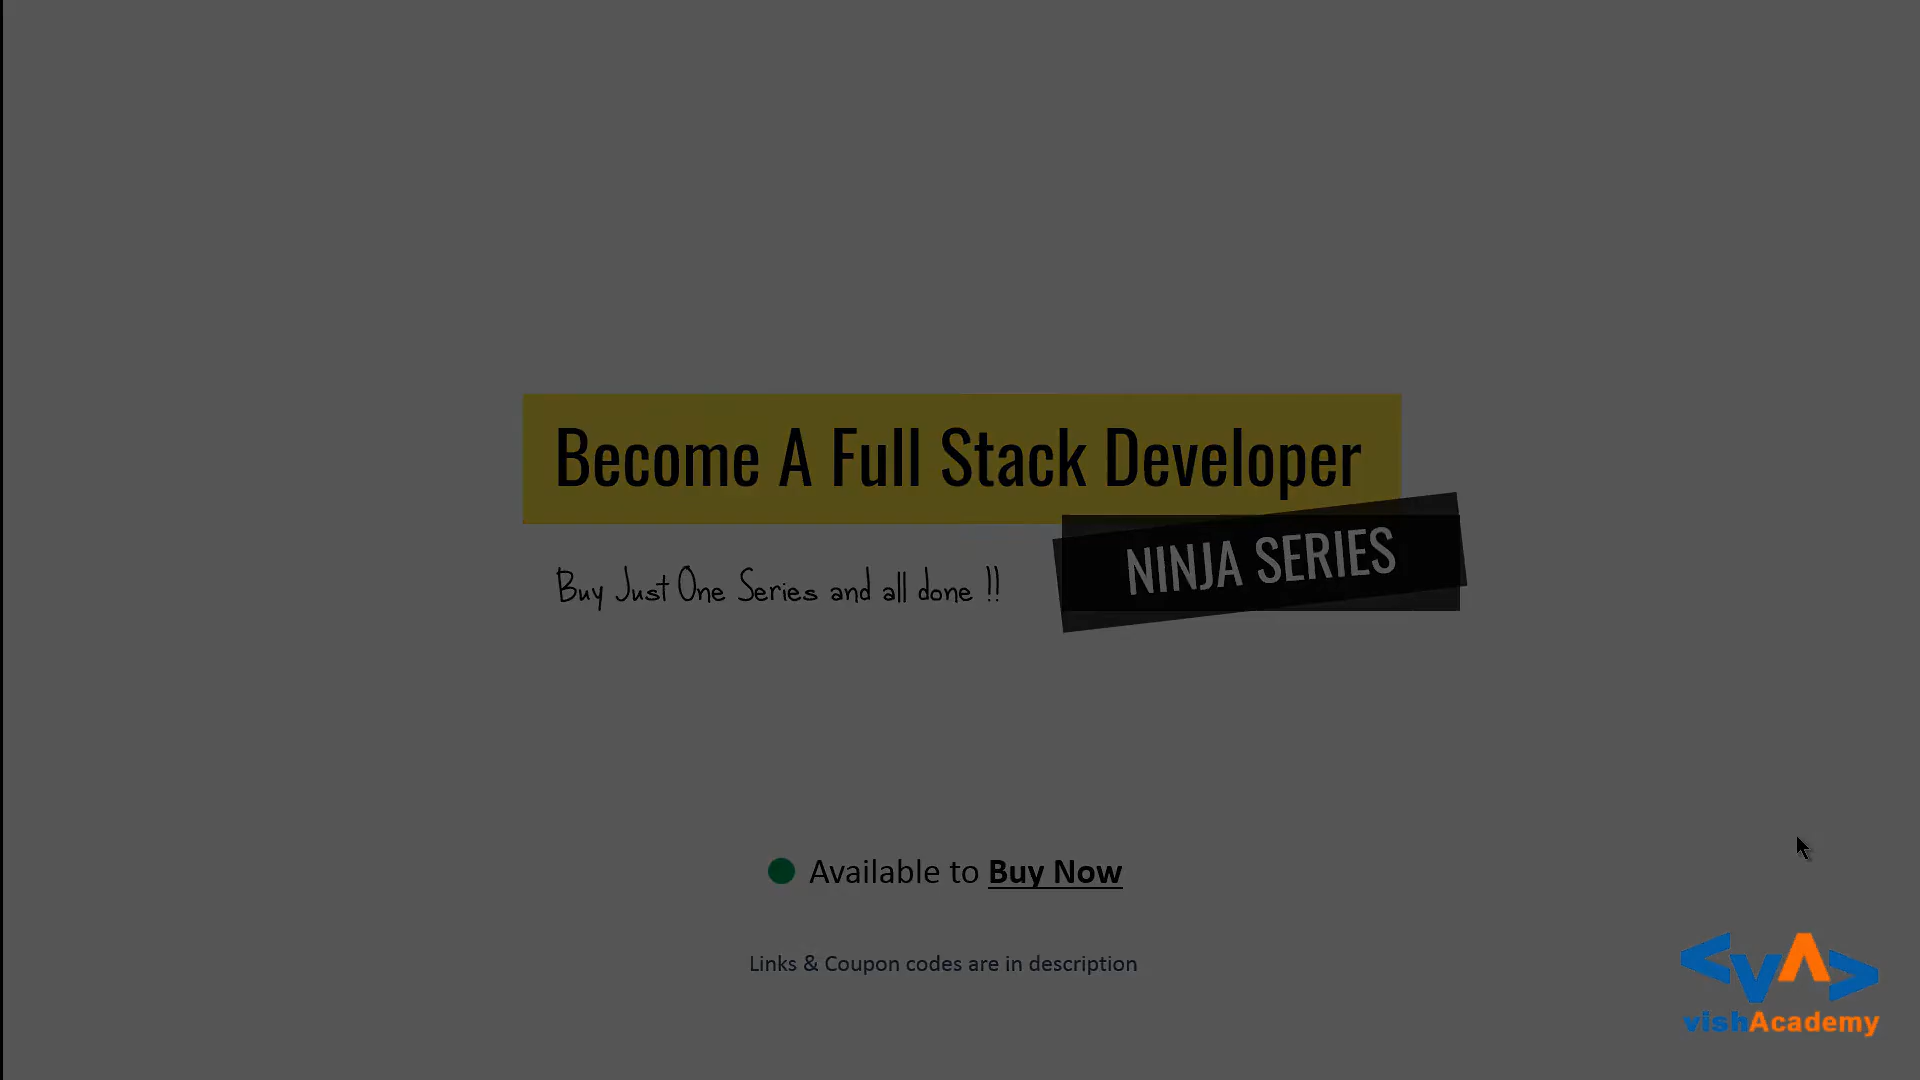 Become A Full Stack Developer
NINJA SERIES
Buy Just One Series and all done !!
Available to Buy Now
Links & Coupon codes are in description
<VA>
vishAcademy